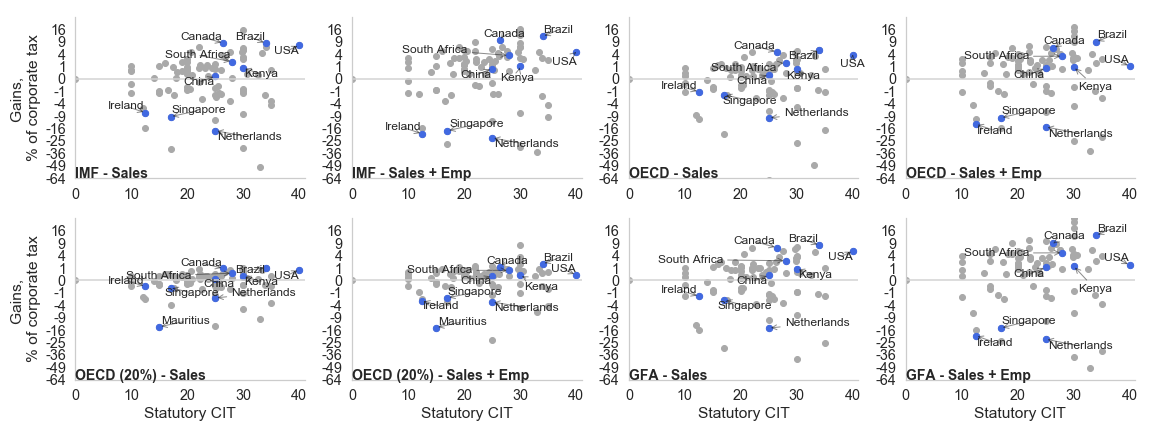 Gains,
% of corporate tax
16
9
4
1
0
-1
-4
-9
-16
-25
-36
-49
-64
Canada
Brazil
USA
South Africa
Kenya
China
Ireland
Singapore
Netherlands
IMF - Sales
16
9
4
1
0
-1
-4
-9
-16
-25
-36
-49
-64
Canada
Brazil
South Africa
USA
China
Kenya
Ireland
Singapore
Netherlands
IMF - Sales + Emp
16
9
4
1
0
-1
-4
-9
-16
-25
-36
-49
-64
Canada
Brazil
USA
South Africa
Kenya
China
Ireland
Singapore
Netherlands
OECD - Sales
16
9
4
1
0
-1
-4
-9
-16
-25
-36
-49
-64
Brazil
Canada
South Africa
USA
China
Kenya
Singapore
Ireland
Netherlands
OECD - Sales + Emp
Gains,
% of corporate tax
16
9
4
1
0
-1
-4
-9
-16
-25
-36
-49
-64
Canada
Brazil
USA
South Africa
Ireland
China
Kenya
Singapore
Netherlands
Mauritius
OECD (20%) - Sales
0
10
20
30
40
Statutory CIT
16
9
4
1
0
-1
-4
-9
-16
-25
-36
-49
-64
Canada
Brazil
USA
South Africa
China
Kenya
Singapore
Ireland
Netherlands
Mauritius
OECD (20%) - Sales + Emp
0
10
20
30
40
Statutory CIT
16
9
4
1
0
-1
-4
-9
-16
-25
-36
-49
-64
Canada
Brazil
USA
South Africa
Kenya
China
Ireland
Singapore
Netherlands
GFA - Sales
0
10
20
30
40
Statutory CIT
16
9
4
1
0
-1
-4
-9
-16
-25
-36
-49
-64
Brazil
Canada
South Africa
USA
China
Kenya
Singapore
Ireland
Netherlands
GFA - Sales + Emp
0
10
20
30
40
Statutory CIT